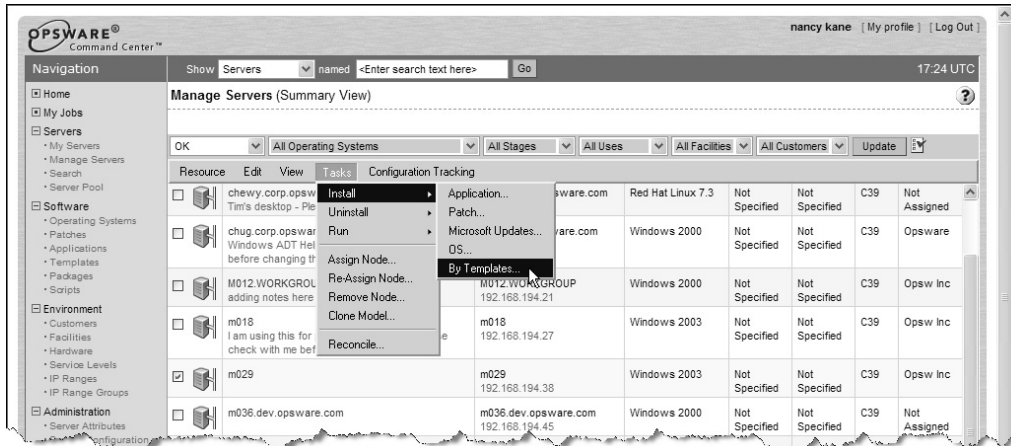 OPSWARE®
Command Center™
nancy kane [ My profile ] [ Log Out ]
Navigation
Show Servers named <Enter search text here> Go 17:24 UTC
Home
My Jobs
Servers
My Servers
Manage Servers
Search
Server Pool
Software
Operating Systems
Patches
Applications
Templates
Packages
Scripts
Environment
Customers
Facilities
Hardware
Service Levels
IP Ranges
IP Range Groups
Administration
Server Attributes
Manage Servers (Summary View) ?
OK All Operating Systems All Stages All Uses All Facilities All Customers Update
Resource Edit View Tasks Configuration Tracking
Install
Uninstall
Run
Assign Node...
Re-Assign Node...
Remove Node...
Clone Model...
Reconcile...
Application...
Patch...
Microsoft Updates...
OS...
By Templates...
chewy.corp.opsw sware.com Red Hat Linux 7.3 Not Specified Not Specified C39 Not Assigned
Tim's desktop - Ple
chug.corp.opswar vare.com Windows 2000 Not Specified Not Specified C39 Opsware
Windows ADT Hel
before changing th
M012.WORKGRO M012.WORKGROUP Windows 2000 Not Specified Not Specified C39 Opsw Inc
adding notes here 192.168.194.21
m018 m018 Windows 2003 Not Specified Not Specified C39 Opsw Inc
I am using this for e 192.168.194.27
check with me bef
m029 m029 Windows 2003 Not Specified Not Specified C39 Opsw Inc
192.168.194.38
m036.dev.opsware.com m036.dev.opsware.com Windows 2000 Not Specified Not Specified C39 Not Assigned
192.168.194.45